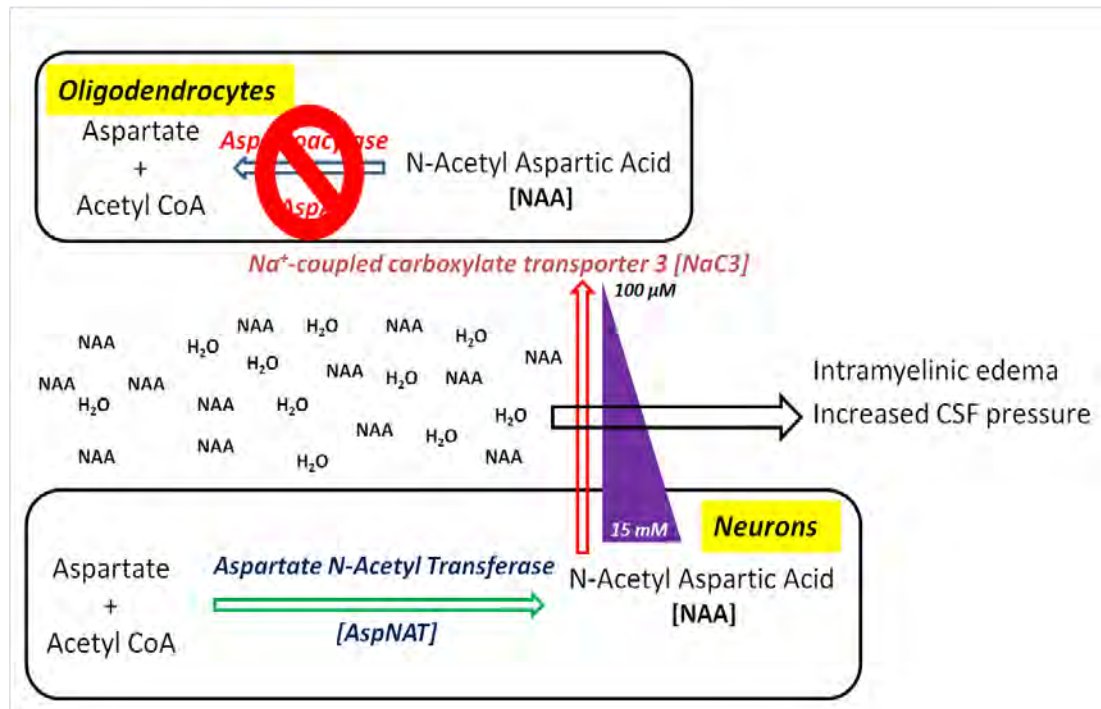 Oligodendrocytes
Aspartate
+
Acetyl CoA
N-Acetyl Aspartic Acid
[NAA]
Na⁺-coupled carboxylate transporter 3 [NaC3]
100 µM
NAA H₂O NAA H₂O
NAA H₂O NAA
H₂O NAA H₂O NAA
NAA NAA
H₂O NAA H₂O H₂O
NAA H₂O
NAA NAA H₂O NAA
Intramyelinic edema
Increased CSF pressure
15 mM
Neurons
Aspartate
+
Acetyl CoA
Aspartate N-Acetyl Transferase
[AspNAT]
N-Acetyl Aspartic Acid
[NAA]